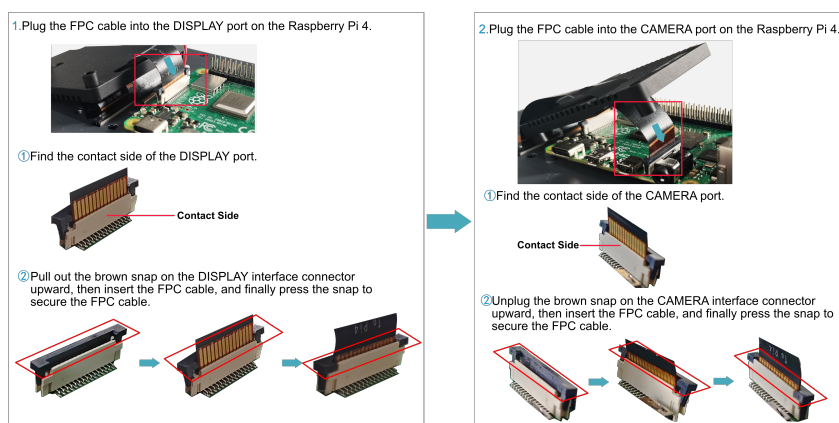 1.Plug the FPC cable into the DISPLAY port on the Raspberry Pi 4.
①Find the contact side of the DISPLAY port.
Contact Side
②Pull out the brown snap on the DISPLAY interface connector
upward, then insert the FPC cable, and finally press the snap to
secure the FPC cable.
To Pi4
2.Plug the FPC cable into the CAMERA port on the Raspberry Pi 4.
①Find the contact side of the CAMERA port.
Contact Side
②Unplug the brown snap on the CAMERA interface connector
upward, then insert the FPC cable, and finally press the snap to
secure the FPC cable.